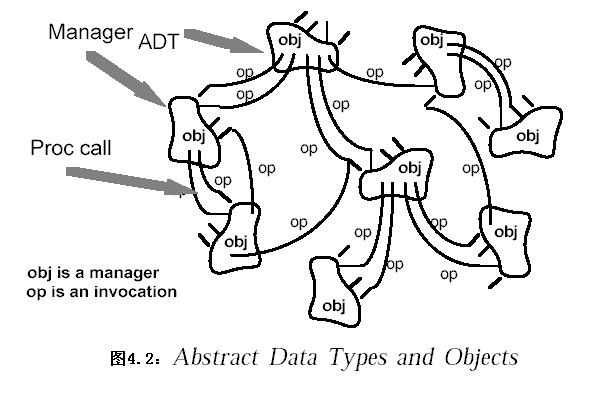 Manager
ADT
obj
obj
op
op
op
op
op
op
obj
Proc call
op
op
op
obj
op
obj
p
op
obj
op
op
obj
obj
op
op
op
obj is a manager
op is an invocation
图4.2: Abstract Data Types and Objects